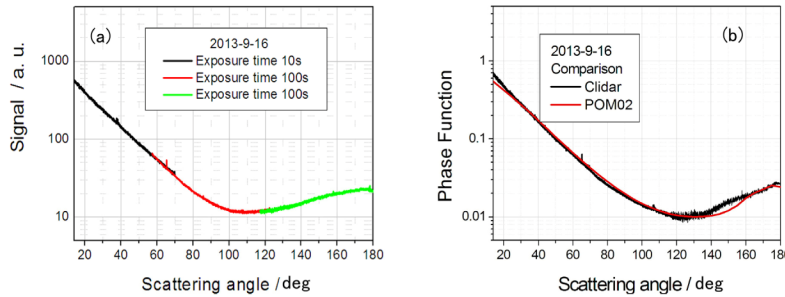 (a)
2013-9-16
Exposure time 10s
Exposure time 100s
Exposure time 100s
1000
100
10
Signal / a. u.
20 40 60 80 100 120 140 160 180
Scattering angle / deg
(b)
2013-9-16
Comparison
Clidar
POM02
1
0.1
0.01
Phase Function
20 40 60 80 100 120 140 160 180
Scattering angle / deg